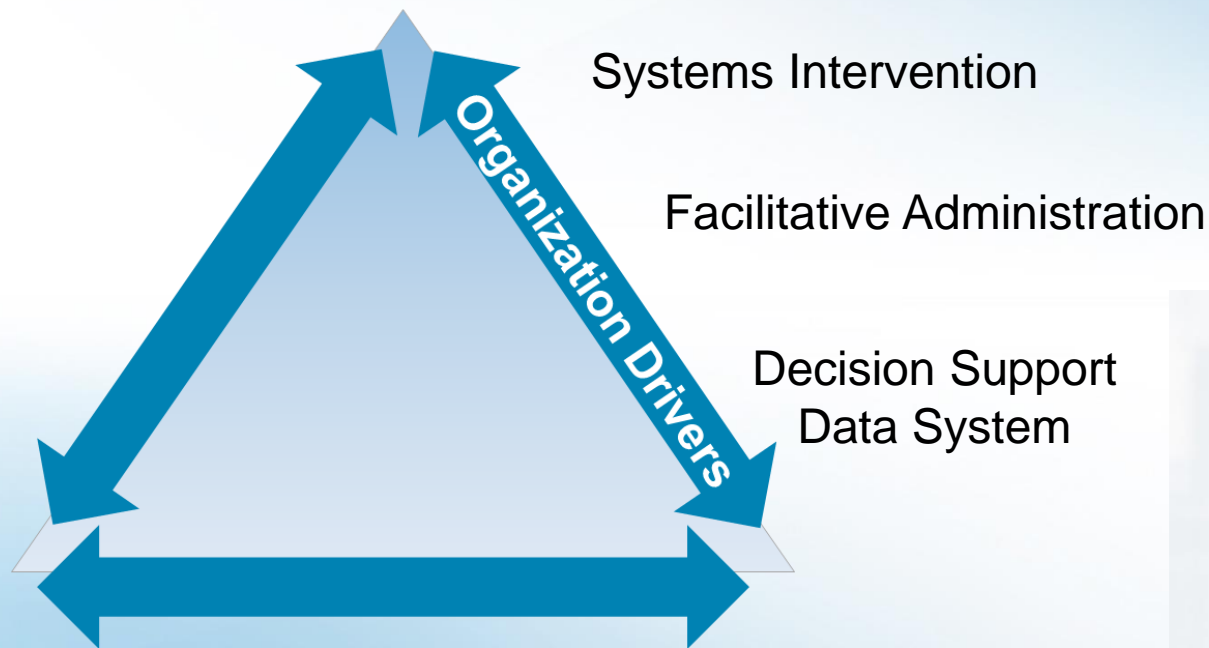 Systems Intervention
Organization Drivers
Facilitative Administration
Decision Support
Data System